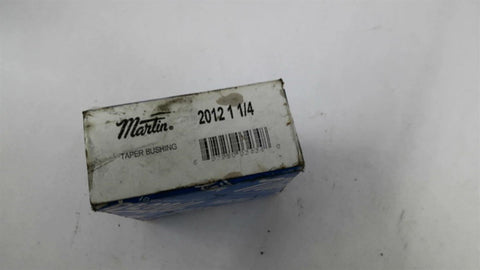 Martin
2012 1 1/4
TAPER BUSHING